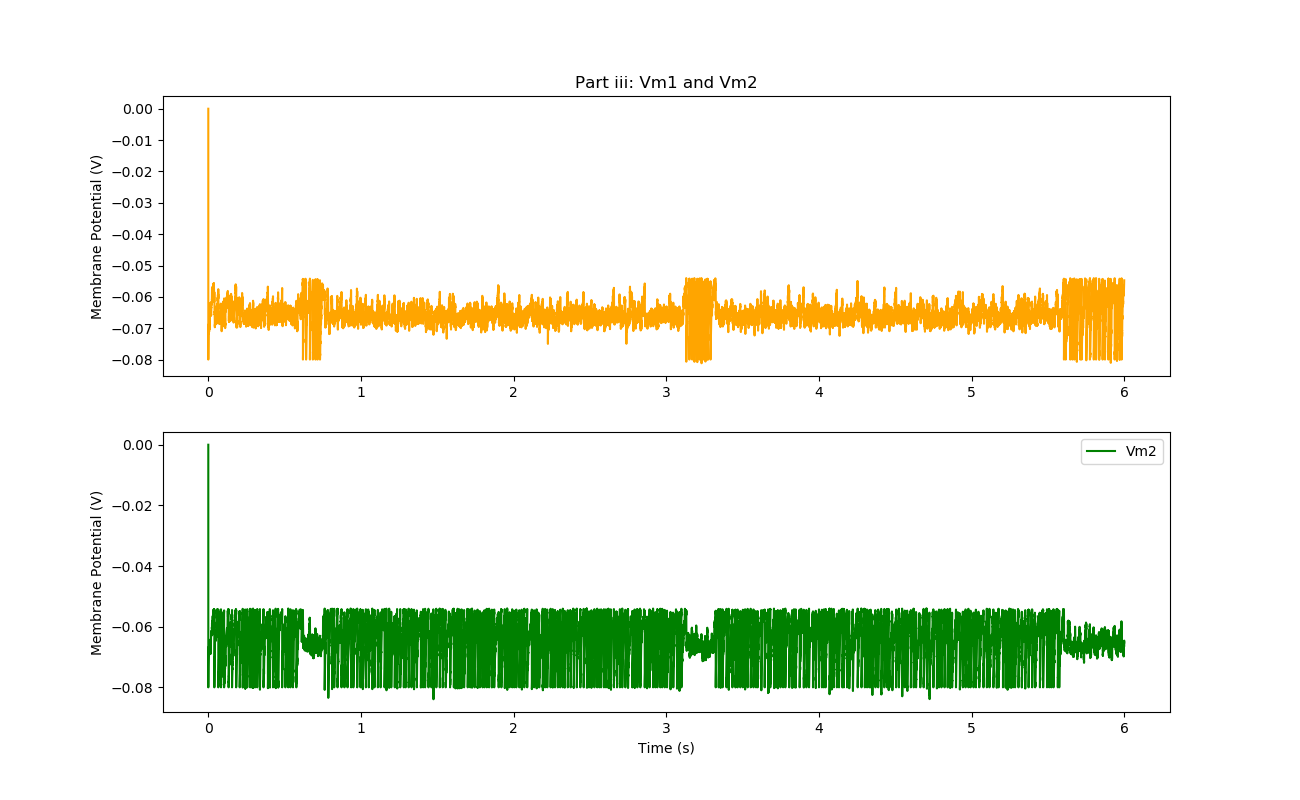 Part iii: Vm1 and Vm2
Membrane Potential (V)
0.00
−0.01
−0.02
−0.03
−0.04
−0.05
−0.06
−0.07
−0.08
0 1 2 3 4 5 6
Membrane Potential (V)
0.00
−0.02
−0.04
−0.06
−0.08
Vm2
0 1 2 3 4 5 6
Time (s)